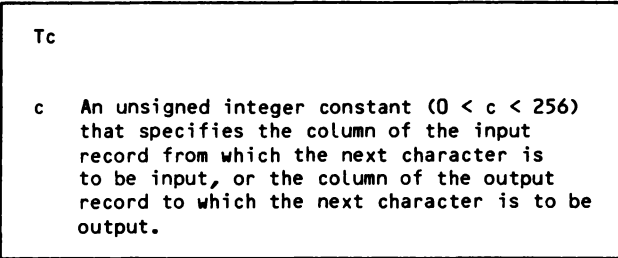 Tc
c An unsigned integer constant (0 < c < 256)
that specifies the column of the input
record from which the next character is
to be input, or the column of the output
record to which the next character is to be
output.